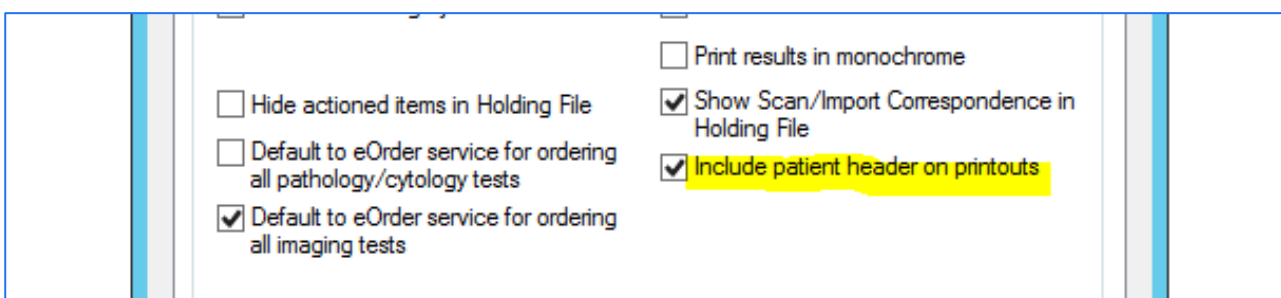 Print results in monochrome
Hide actioned items in Holding File
Show Scan/Import Correspondence in
Holding File
Default to eOrder service for ordering
all pathology/cytology tests
Include patient header on printouts
Default to eOrder service for ordering
all imaging tests